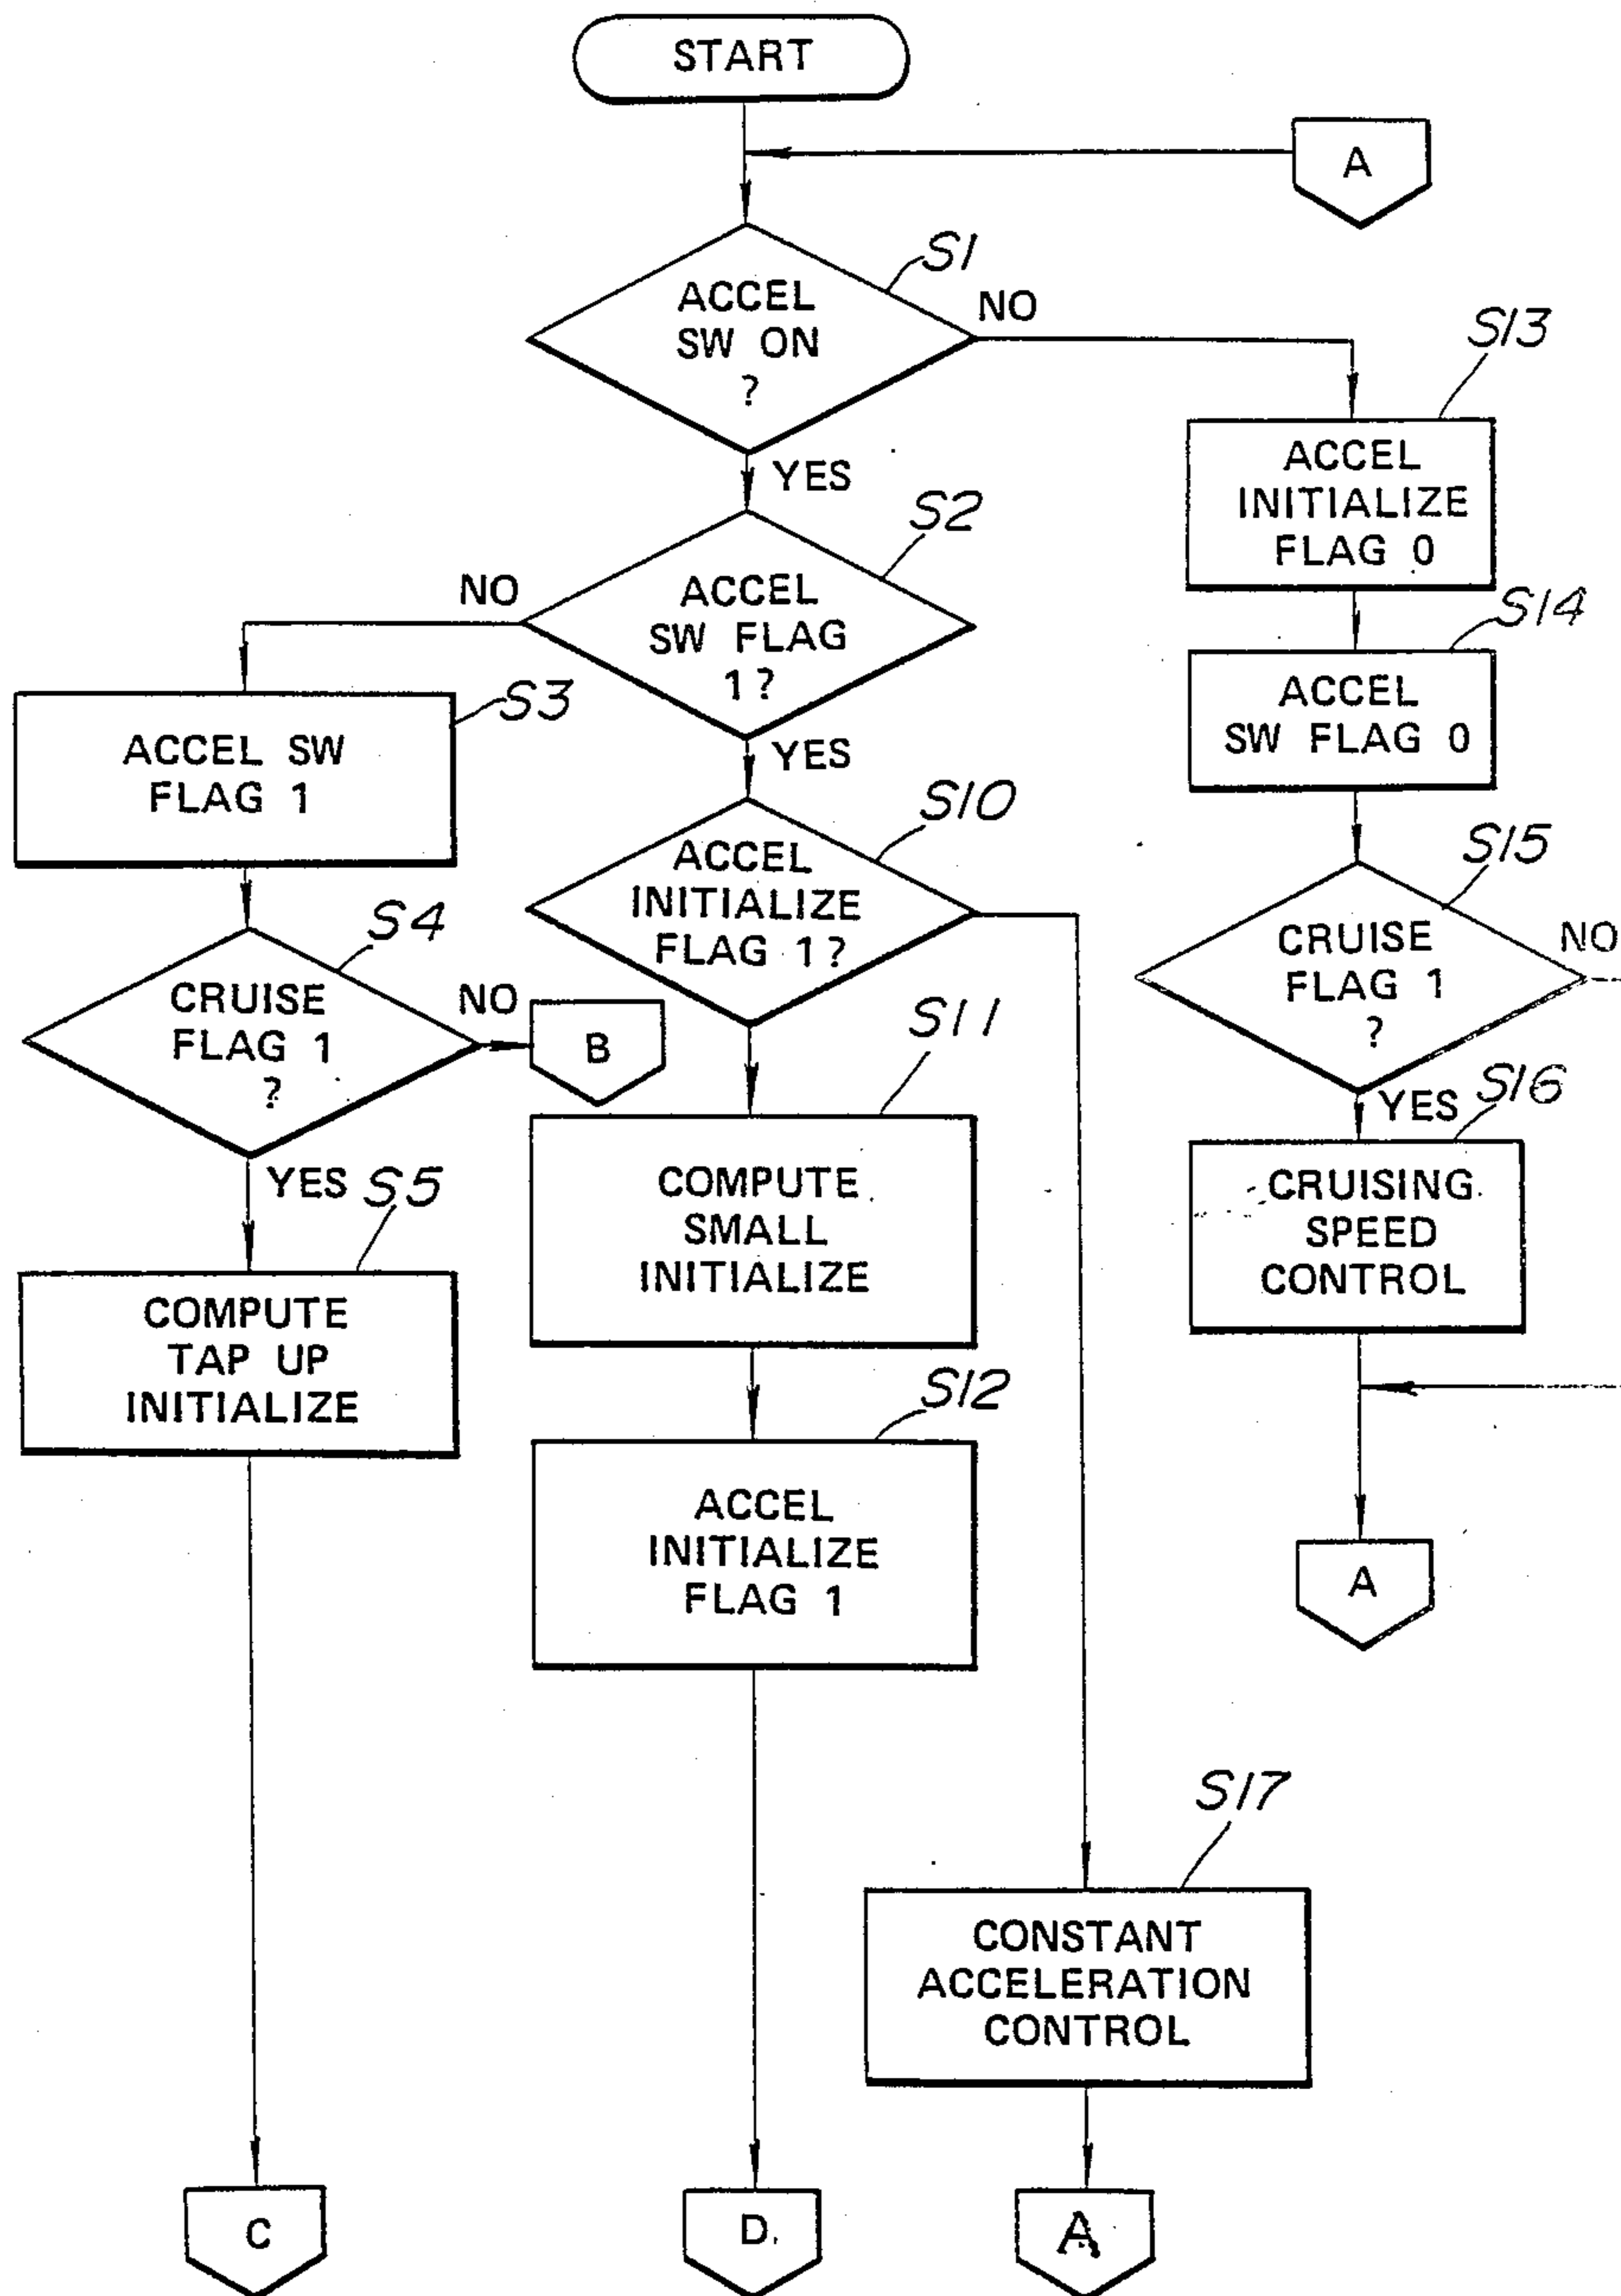 START
A
S1
ACCEL
SW ON
?
NO
YES
S13
ACCEL
INITIALIZE
FLAG 0
S2
ACCEL
SW FLAG
1?
NO
YES
S14
ACCEL
SW FLAG 0
S3
ACCEL SW
FLAG 1
S10
ACCEL
INITIALIZE
FLAG 1?
S15
CRUISE
FLAG 1
?
NO
YES
S4
CRUISE
FLAG 1
?
NO
B
YES
S11
COMPUTE
SMALL
INITIALIZE
S16
CRUISING
SPEED
CONTROL
S5
COMPUTE
TAP UP
INITIALIZE
S12
ACCEL
INITIALIZE
FLAG 1
A
S17
CONSTANT
ACCELERATION
CONTROL
C
D
A